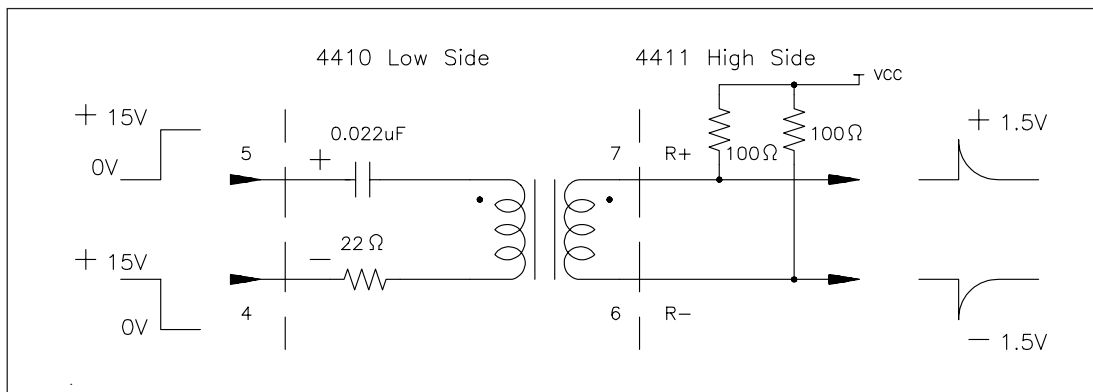 4410 Low Side
4411 High Side
VCC
+ 15V
0V
5
+
0.022uF
7
R+
100Ω
100Ω
+ 1.5V
+ 15V
0V
4
−
22Ω
6
R−
− 1.5V